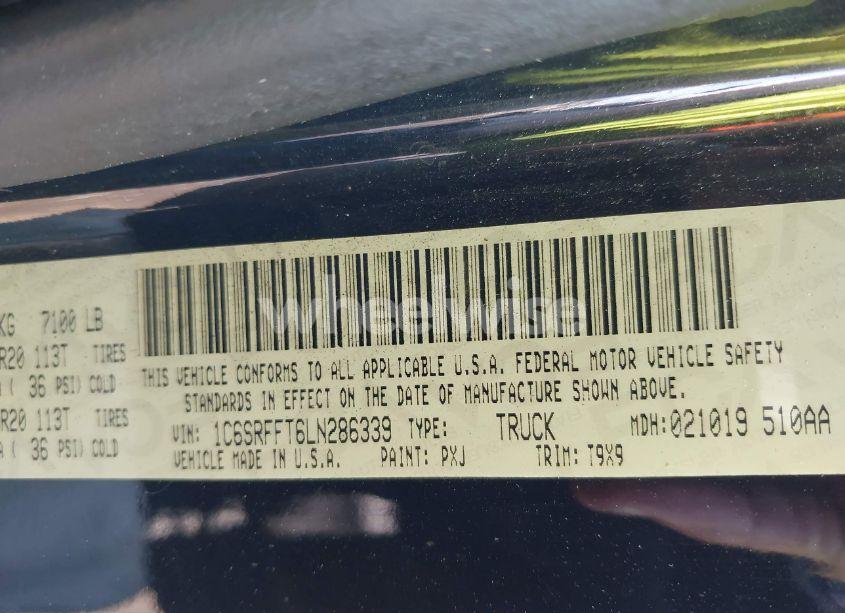 KG 7100 LB
R20 113T TIRES
( 36 PSI) COLD
R20 113T TIRES
( 36 PSI) COLD
wheelwise
THIS VEHICLE CONFORMS TO ALL APPLICABLE U.S.A. FEDERAL MOTOR VEHICLE SAFETY
STANDARDS IN EFFECT ON THE DATE OF MANUFACTURE SHOWN ABOVE.
VIN: 1C6SRFFT6LN286339 TYPE: TRUCK MDH:021019 510AA
VEHICLE MADE IN U.S.A. PAINT: PXJ TRIM: T9X9